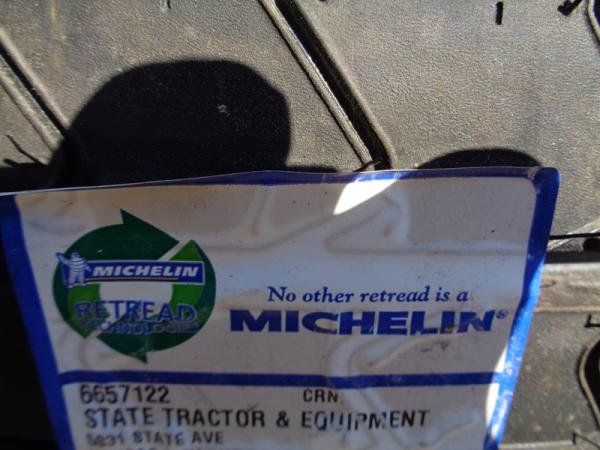 MICHELIN
RETREAD
TECHNOLOGIES
No other retread is a
MICHELIN®
6657122 CRN:
STATE TRACTOR & EQUIPMENT
5831 STATE AVE